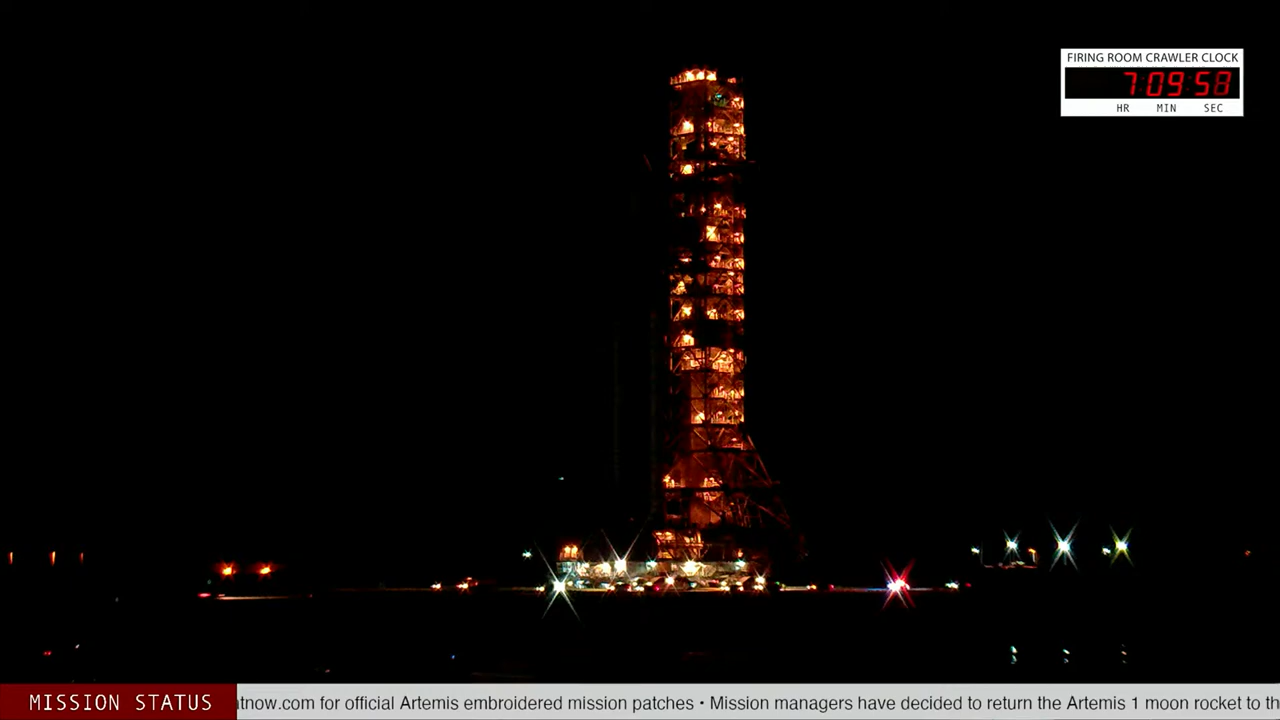 FIRING ROOM CRAWLER CLOCK
7:09:58
HR MIN SEC
MISSION STATUS
atnow.com for official Artemis embroidered mission patches • Mission managers have decided to return the Artemis 1 moon rocket to th